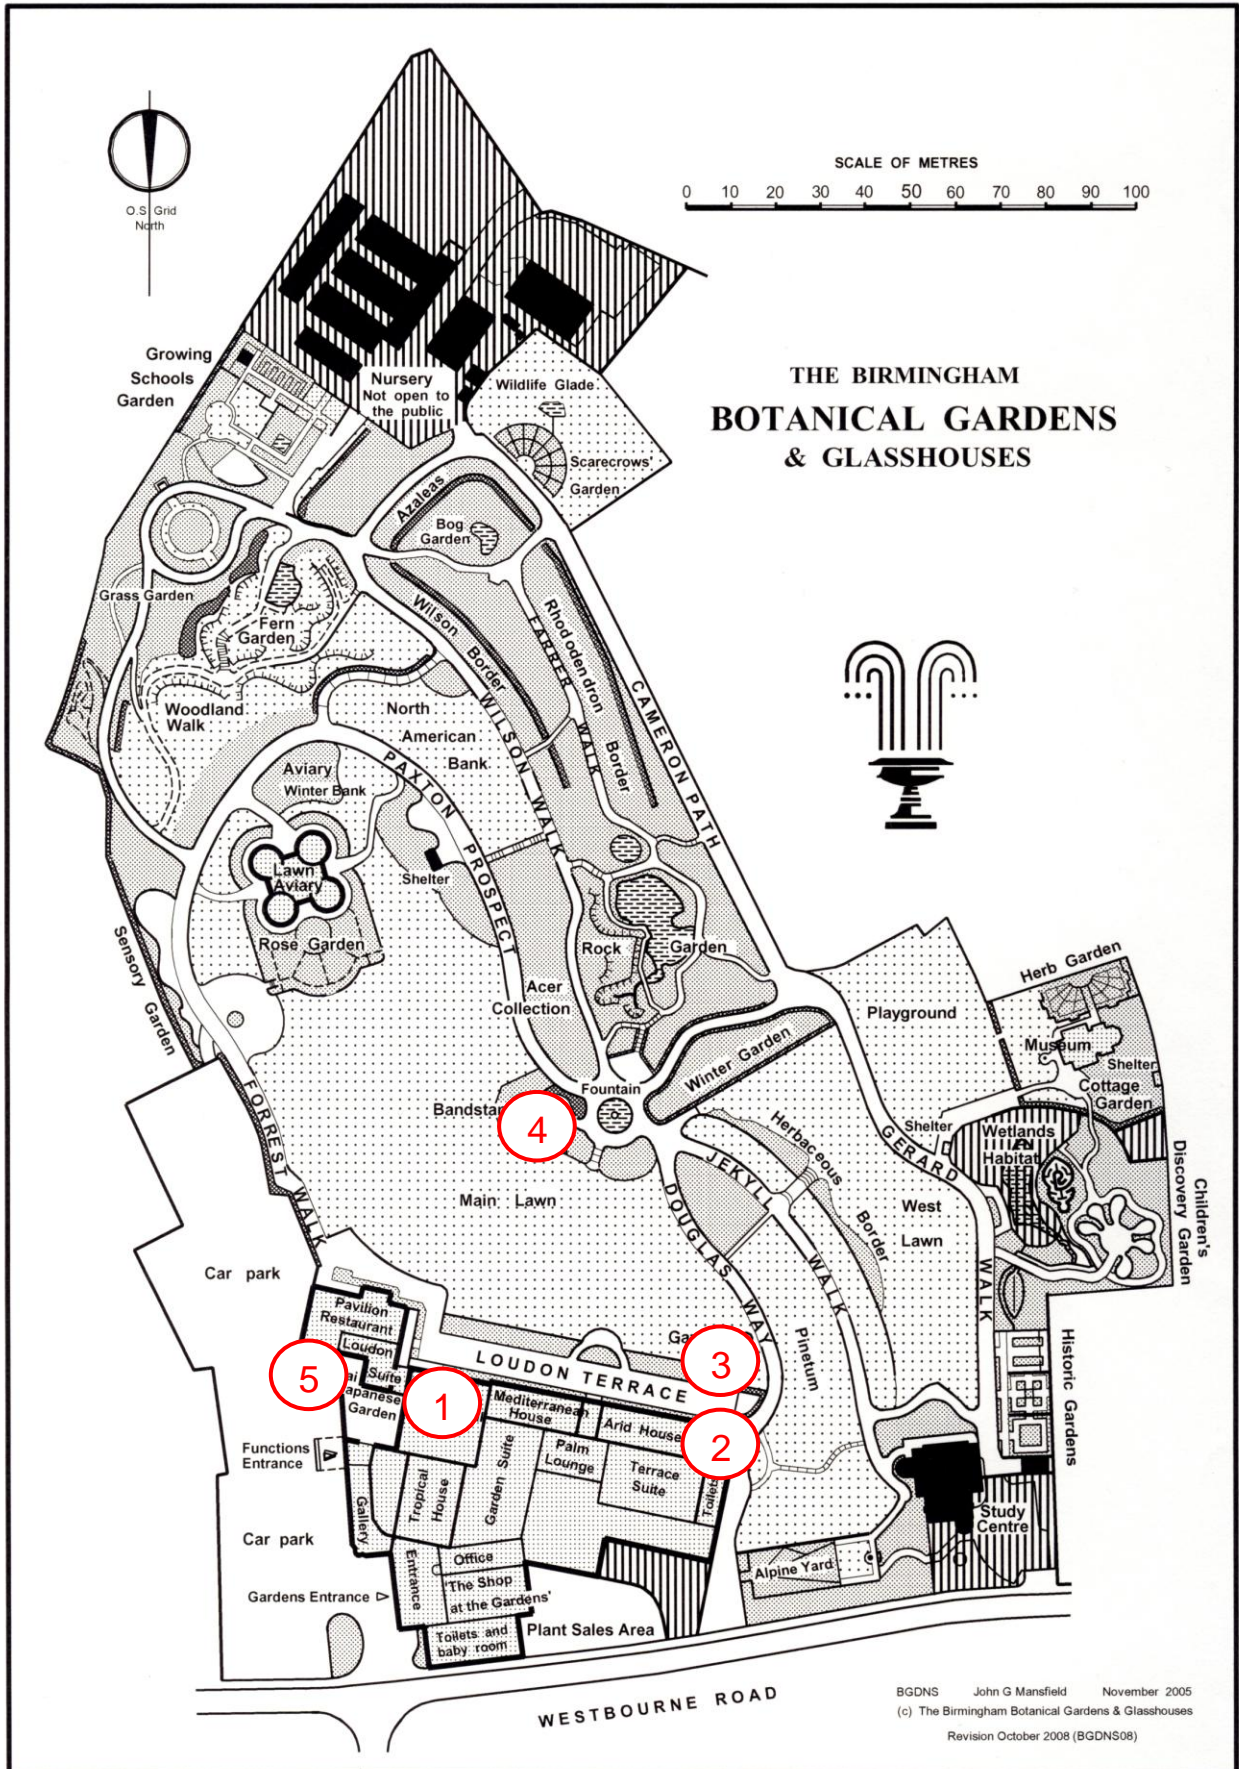 O.S. Grid
North
SCALE OF METRES
0 10 20 30 40 50 60 70 80 90 100
THE BIRMINGHAM
BOTANICAL GARDENS
& GLASSHOUSES
Growing
Schools
Garden
Nursery
Not open to
the public
Wildlife Glade
Scarecrows'
Garden
Azaleas
Bog
Garden
Grass Garden
Fern
Garden
Wilson Border
FARRER WALK
Rhododendron Border
CAMERON PATH
Woodland
Walk
North
American
Bank
WILSON WALK
PAXTON PROSPECT
Aviary
Winter Bank
Lawn
Aviary
Shelter
Rose Garden
Sensory Garden
Rock Garden
Acer
Collection
Playground
Herb Garden
Museum
Shelter
Cottage
Garden
Winter Garden
Fountain
4
Shelter
Wetlands
Habitat
FORREST WALK
Main Lawn
Herbaceous Border
JEKYLL WALK
DOUGLAS WAY
GERARD WALK
West
Lawn
Children's
Discovery Garden
Car park
Pavilion
Restaurant
Loudon
Suite
5
Garden
1
LOUDON TERRACE
3
Pinetum
Historic Gardens
Mediterranean
House
Arid House
2
Functions
Entrance
Gallery
Tropical
House
Garden Suite
Palm
Lounge
Terrace
Suite
Toilets
Study
Centre
Car park
Entrance
Office
'The Shop
at the Gardens'
Gardens Entrance
Alpine Yard
Toilets and
baby room
Plant Sales Area
WESTBOURNE ROAD
BGDNS John G Mansfield November 2005
(c) The Birmingham Botanical Gardens & Glasshouses
Revision October 2008 (BGDNS08)